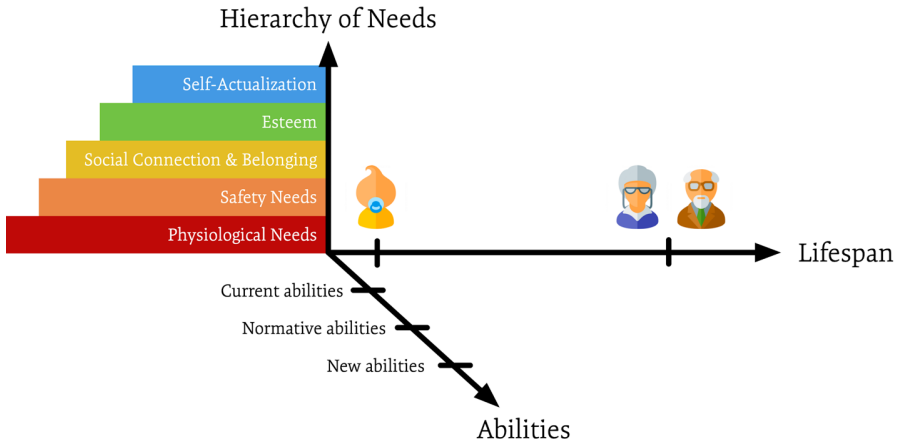 Hierarchy of Needs
Self-Actualization
Esteem
Social Connection & Belonging
Safety Needs
Physiological Needs
Lifespan
Current abilities
Normative abilities
New abilities
Abilities